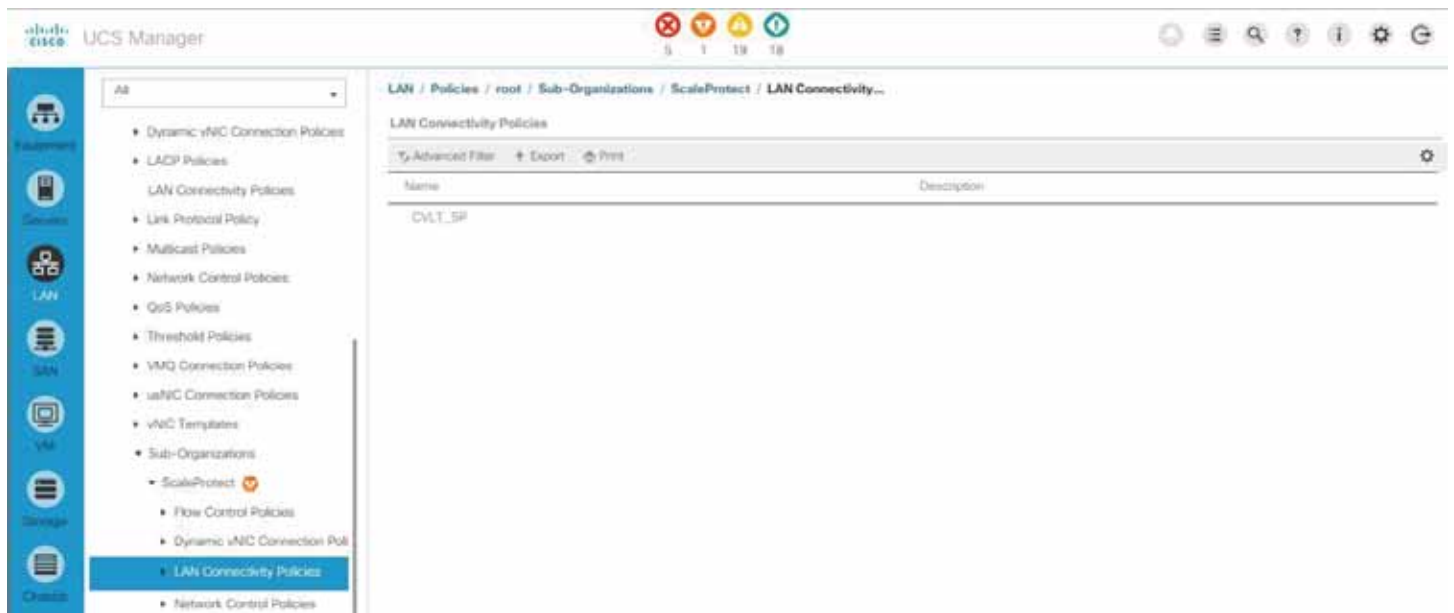 cisco UCS Manager
5 1 19 18
All
Dynamic vNIC Connection Policies
LACP Policies
LAN Connectivity Policies
Link Protocol Policy
Multicast Policies
Network Control Policies
QoS Policies
Threshold Policies
VMQ Connection Policies
usNIC Connection Policies
vNIC Templates
Sub-Organizations
ScaleProtect
Flow Control Policies
Dynamic vNIC Connection Poli
LAN Connectivity Policies
Network Control Policies
Equipment
Servers
LAN
SAN
VM
Storage
Chassis
LAN / Policies / root / Sub-Organizations / ScaleProtect / LAN Connectivity...
LAN Connectivity Policies
Advanced Filter Export Print
Name Description
CVLT_SP